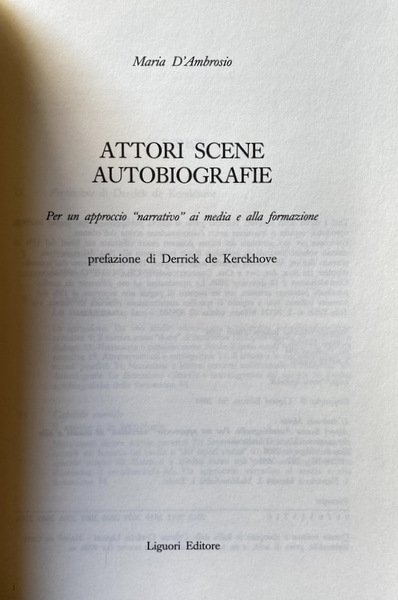 Maria D'Ambrosio
ATTORI SCENE
AUTOBIOGRAFIE
Per un approccio "narrativo" ai media e alla formazione
prefazione di Derrick de Kerckhove
Liguori Editore